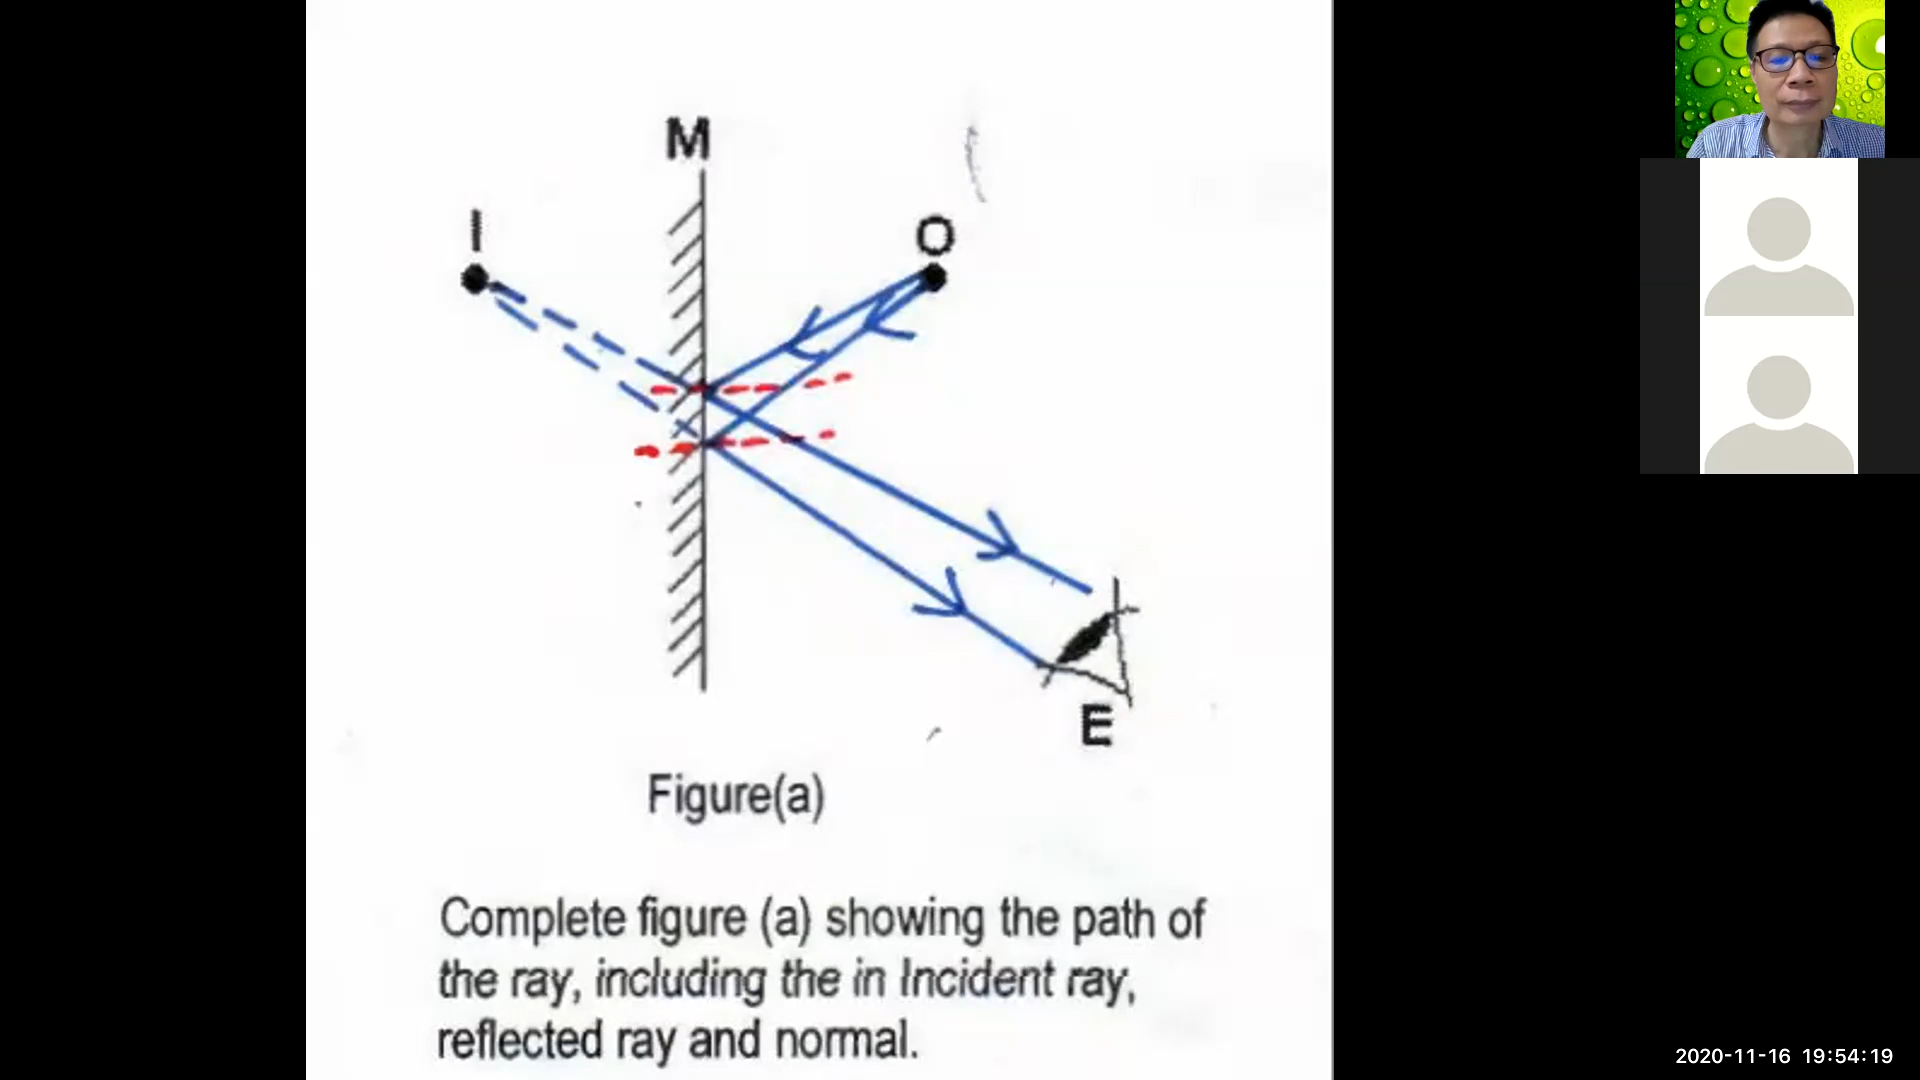 M
I
O
E
Figure(a)
Complete figure (a) showing the path of
the ray, including the in Incident ray,
reflected ray and normal.
2020-11-16 19:54:19